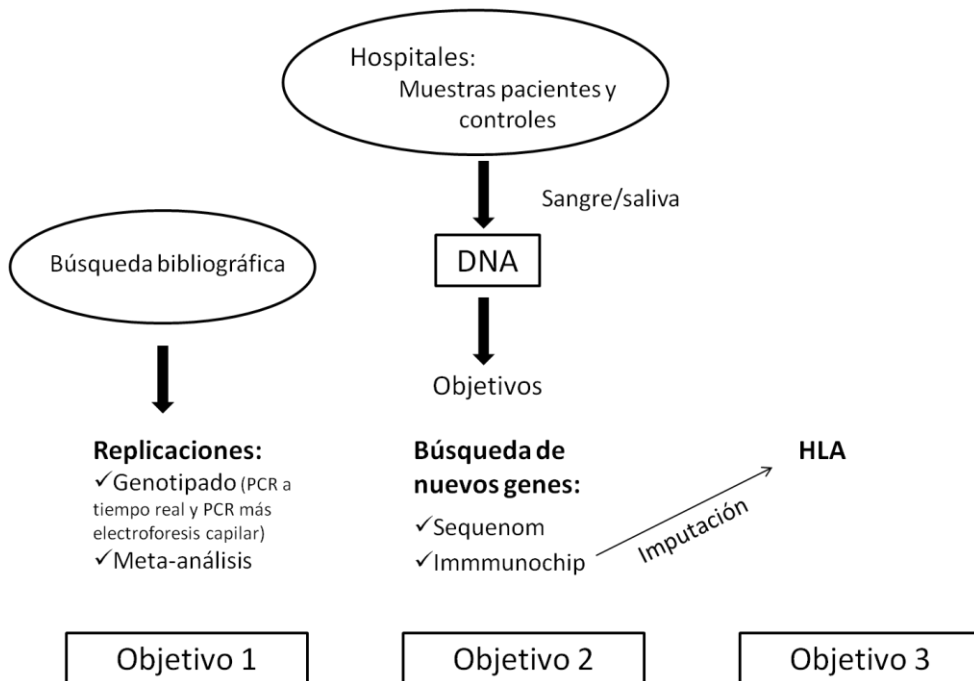 Hospitales:
Muestras pacientes y
controles
Sangre/saliva
DNA
Búsqueda bibliográfica
Objetivos
Replicaciones:
✓Genotipado (PCR a
tiempo real y PCR más
electroforesis capilar)
✓Meta-análisis
Búsqueda de
nuevos genes:
✓Sequenom
✓Immmunochip
Imputación
HLA
Objetivo 1
Objetivo 2
Objetivo 3